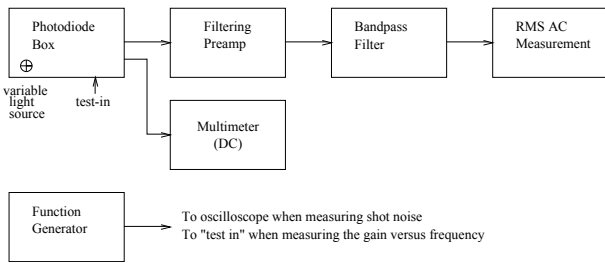 Photodiode
Box
variable
light
source
test-in
Filtering
Preamp
Bandpass
Filter
RMS AC
Measurement
Multimeter
(DC)
Function
Generator
To oscilloscope when measuring shot noise
To "test in" when measuring the gain versus frequency